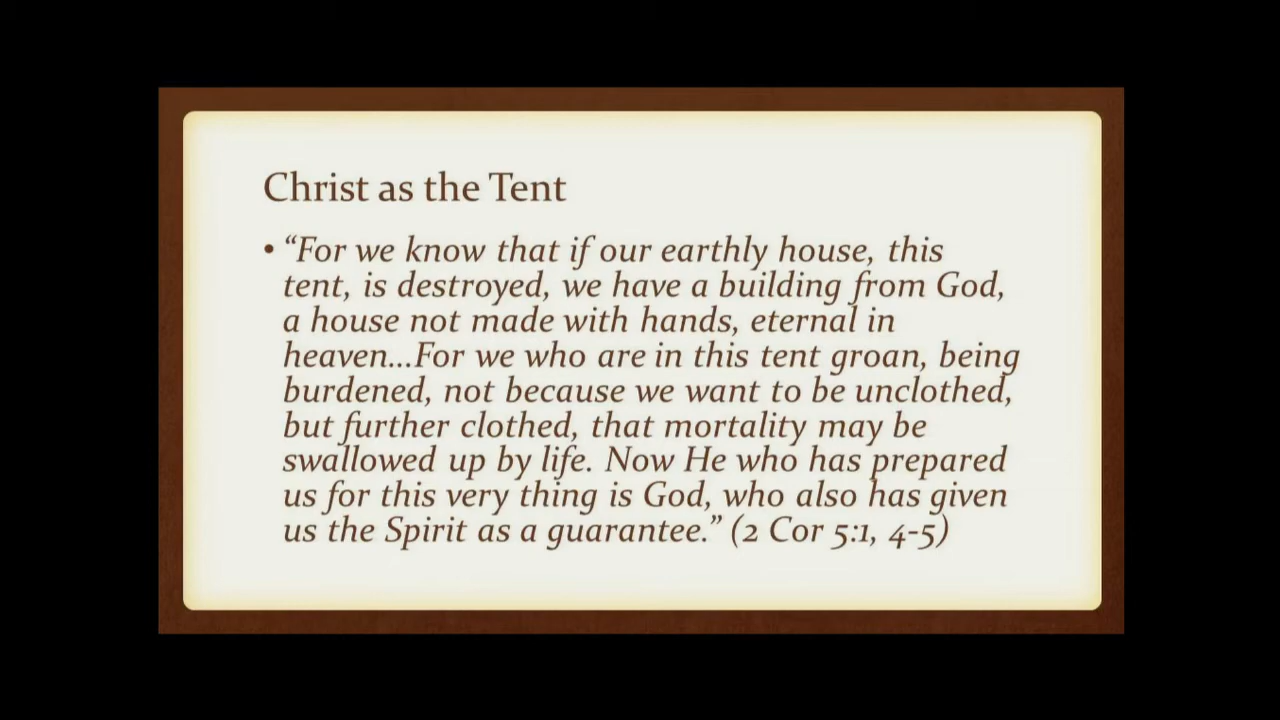 Christ as the Tent
• “For we know that if our earthly house, this
tent, is destroyed, we have a building from God,
a house not made with hands, eternal in
heaven...For we who are in this tent groan, being
burdened, not because we want to be unclothed,
but further clothed, that mortality may be
swallowed up by life. Now He who has prepared
us for this very thing is God, who also has given
us the Spirit as a guarantee.” (2 Cor 5:1, 4-5)